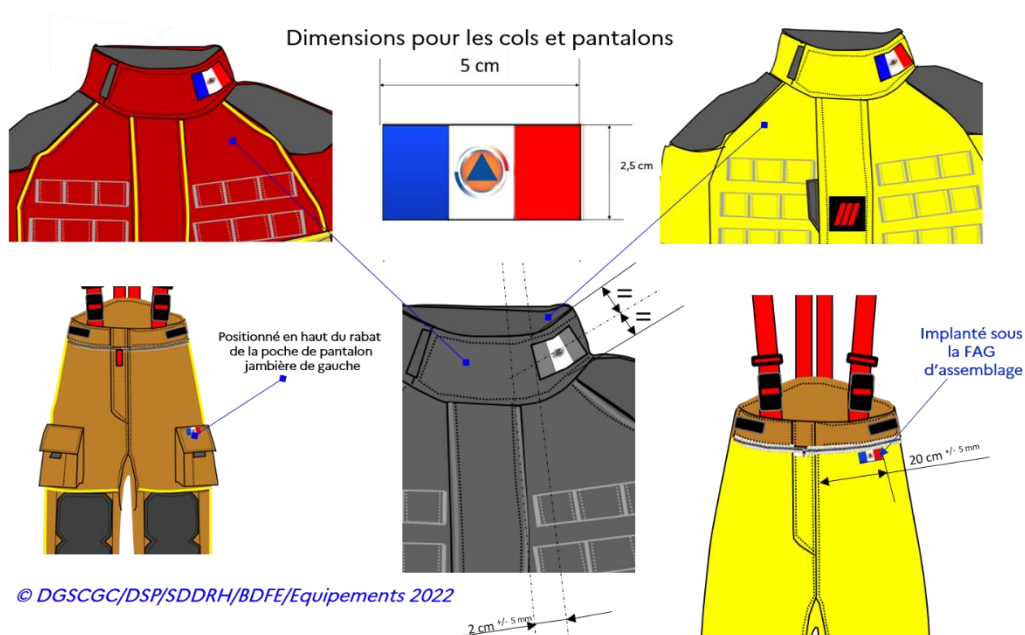 Dimensions pour les cols et pantalons
5 cm
2,5 cm
=
=
Positionné en haut du rabat
de la poche de pantalon
jambière de gauche
Implanté sous
la FAG
d'assemblage
20 cm +/- 5 mm
© DGSCGC/DSP/SDDRH/BDFE/Equipements 2022
2 cm +/- 5 mm